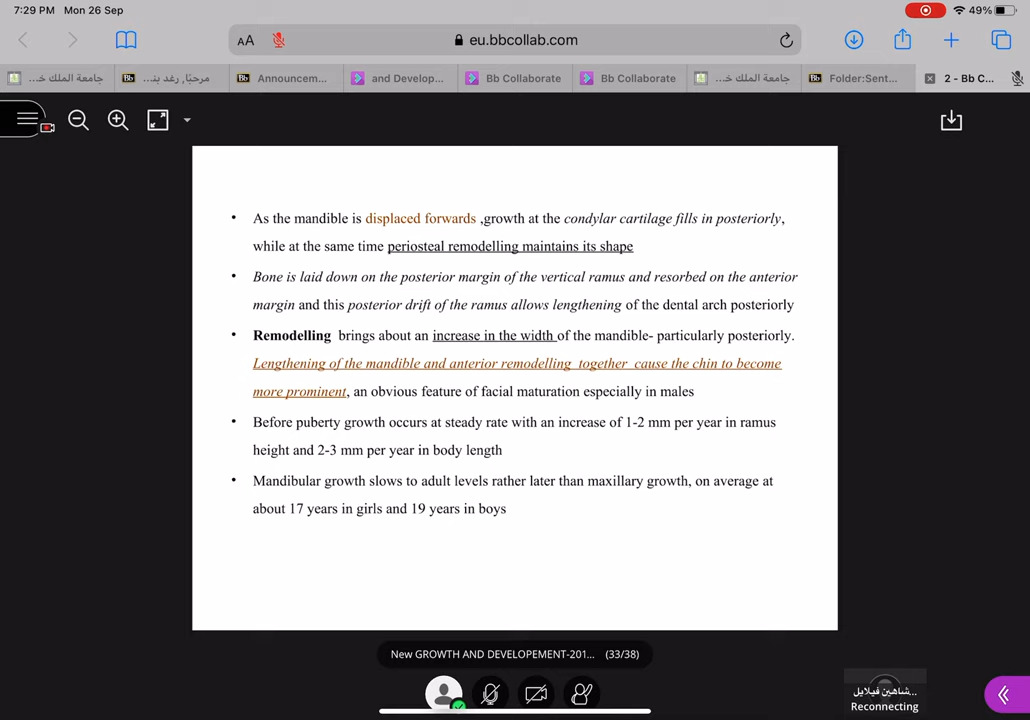 7:29 PM Mon 26 Sep
49%
AA eu.bbcollab.com
جامعة الملك خـ...
مرحبًا, رغد بنـ...
Announcem...
and Develop...
Bb Collaborate
Bb Collaborate
جامعة الملك خـ...
Folder:Sent...
2 - Bb C...
• As the mandible is displaced forwards ,growth at the condylar cartilage fills in posteriorly,
while at the same time periosteal remodelling maintains its shape
• Bone is laid down on the posterior margin of the vertical ramus and resorbed on the anterior
margin and this posterior drift of the ramus allows lengthening of the dental arch posteriorly
• Remodelling brings about an increase in the width of the mandible- particularly posteriorly.
Lengthening of the mandible and anterior remodelling together cause the chin to become
more prominent, an obvious feature of facial maturation especially in males
• Before puberty growth occurs at steady rate with an increase of 1-2 mm per year in ramus
height and 2-3 mm per year in body length
• Mandibular growth slows to adult levels rather later than maxillary growth, on average at
about 17 years in girls and 19 years in boys
New GROWTH AND DEVELOPEMENT-201... (33/38)
شاهين فيلايل...
Reconnecting